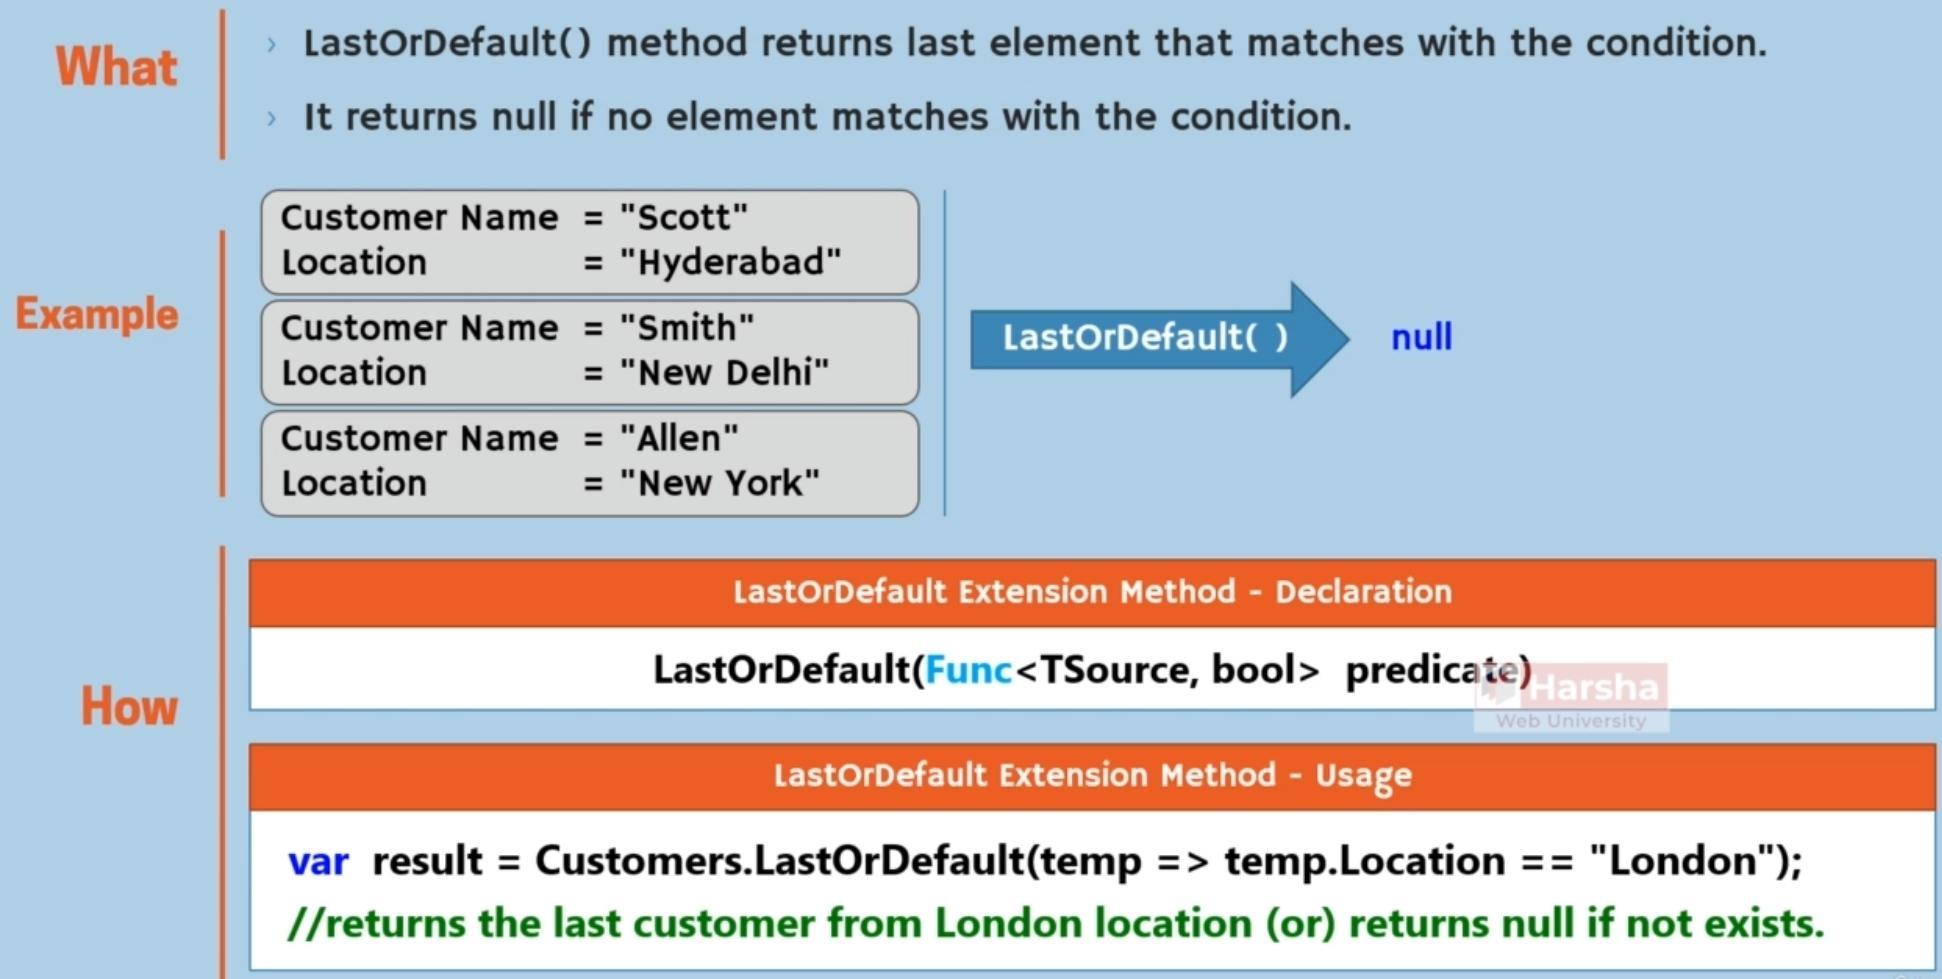 What
› LastOrDefault() method returns last element that matches with the condition.
› It returns null if no element matches with the condition.
Example
Customer Name = "Scott"
Location = "Hyderabad"
Customer Name = "Smith"
Location = "New Delhi"
Customer Name = "Allen"
Location = "New York"
LastOrDefault( )
null
How
LastOrDefault Extension Method - Declaration
LastOrDefault(Func<TSource, bool> predicate)
Harsha
Web University
LastOrDefault Extension Method - Usage
var result = Customers.LastOrDefault(temp => temp.Location == "London");
//returns the last customer from London location (or) returns null if not exists.